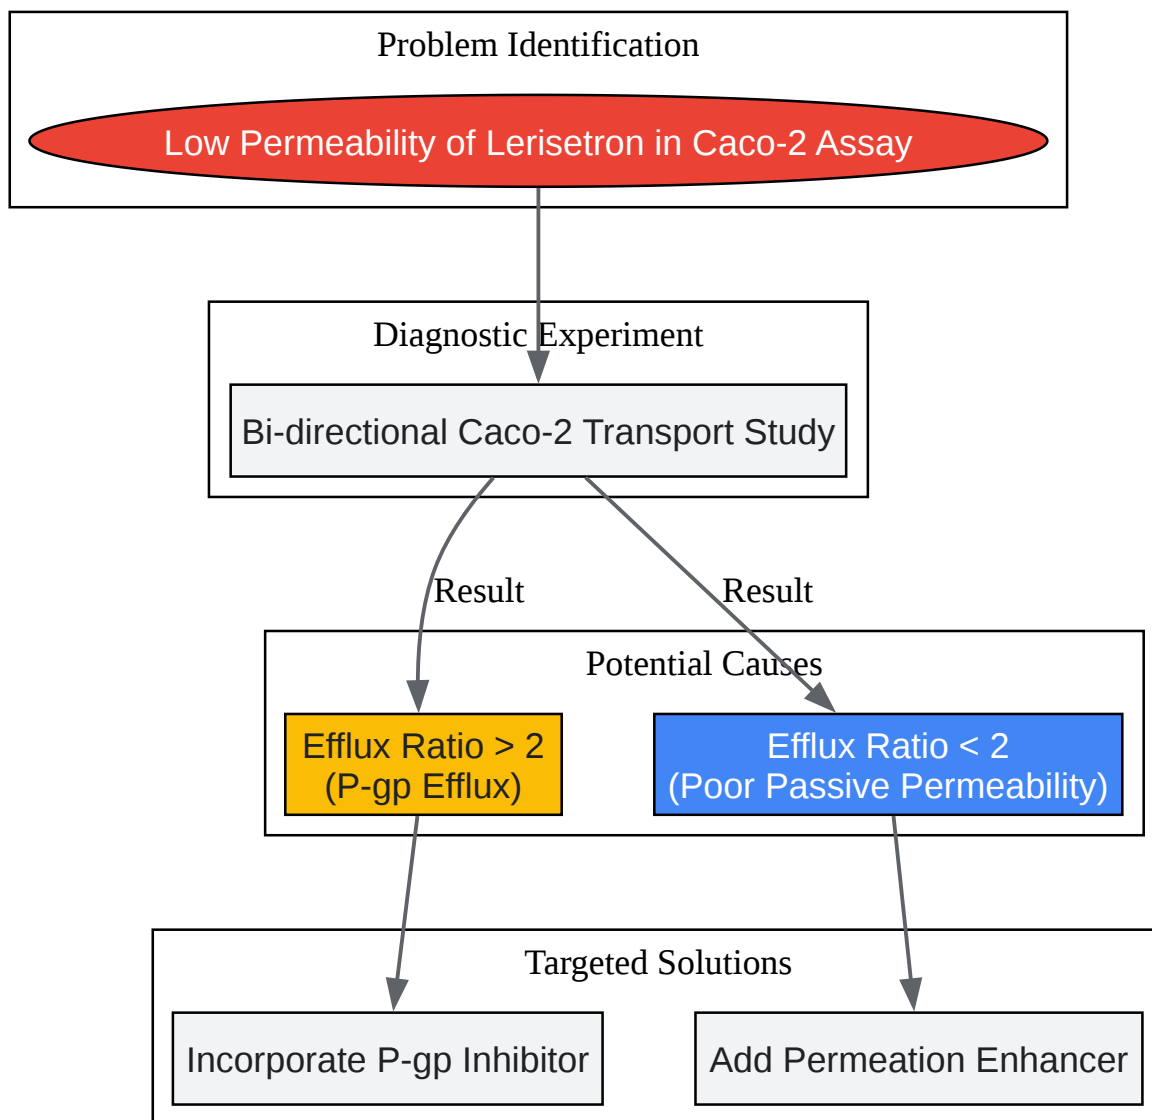 Problem Identification
Low Permeability of Lerisetron in Caco-2 Assay
Diagnostic Experiment
Bi-directional Caco-2 Transport Study
Result
Result
Potential Causes
Efflux Ratio > 2
(P-gp Efflux)
Efflux Ratio < 2
(Poor Passive Permeability)
Targeted Solutions
Incorporate P-gp Inhibitor
Add Permeation Enhancer